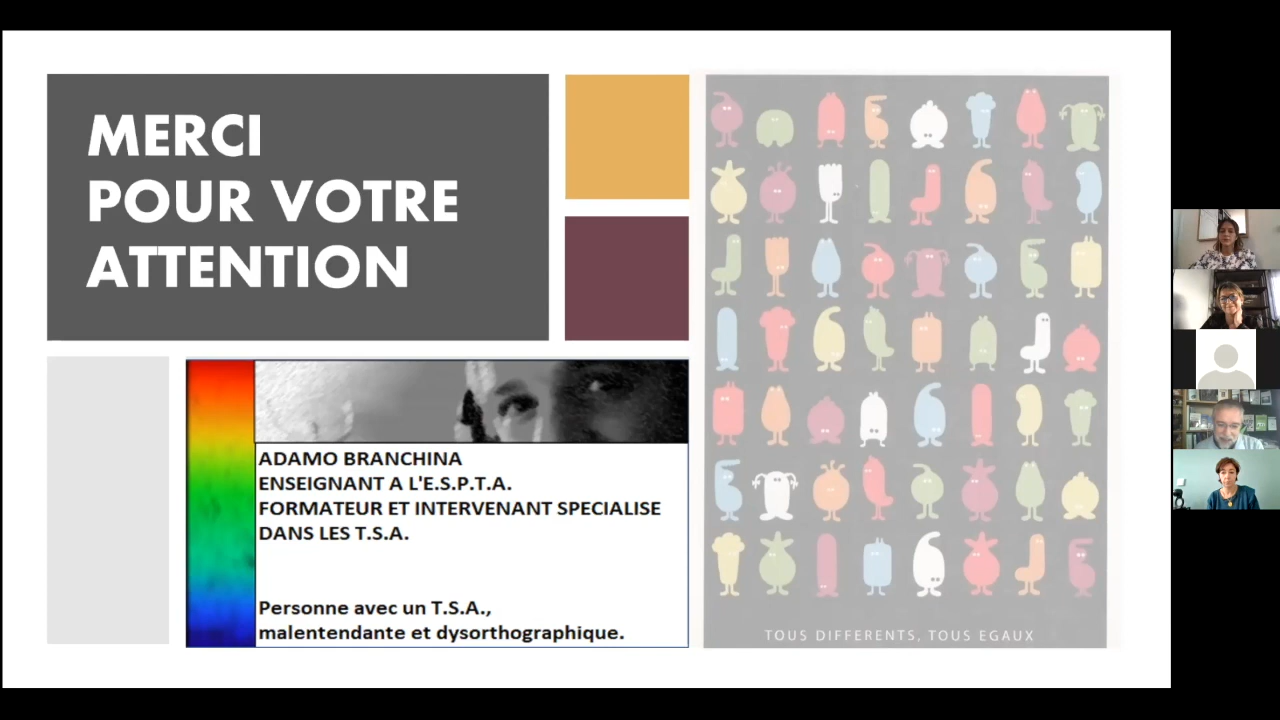 MERCI
POUR VOTRE
ATTENTION
ADAMO BRANCHINA
ENSEIGNANT A L'E.S.P.T.A.
FORMATEUR ET INTERVENANT SPECIALISE
DANS LES T.S.A.
Personne avec un T.S.A.,
malentendante et dysorthographique.
TOUS DIFFERENTS, TOUS EGAUX